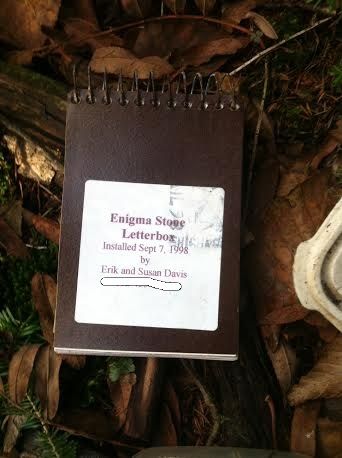 Enigma Stone
Letterbox
Installed Sept 7, 1998
by
Erik and Susan Davis